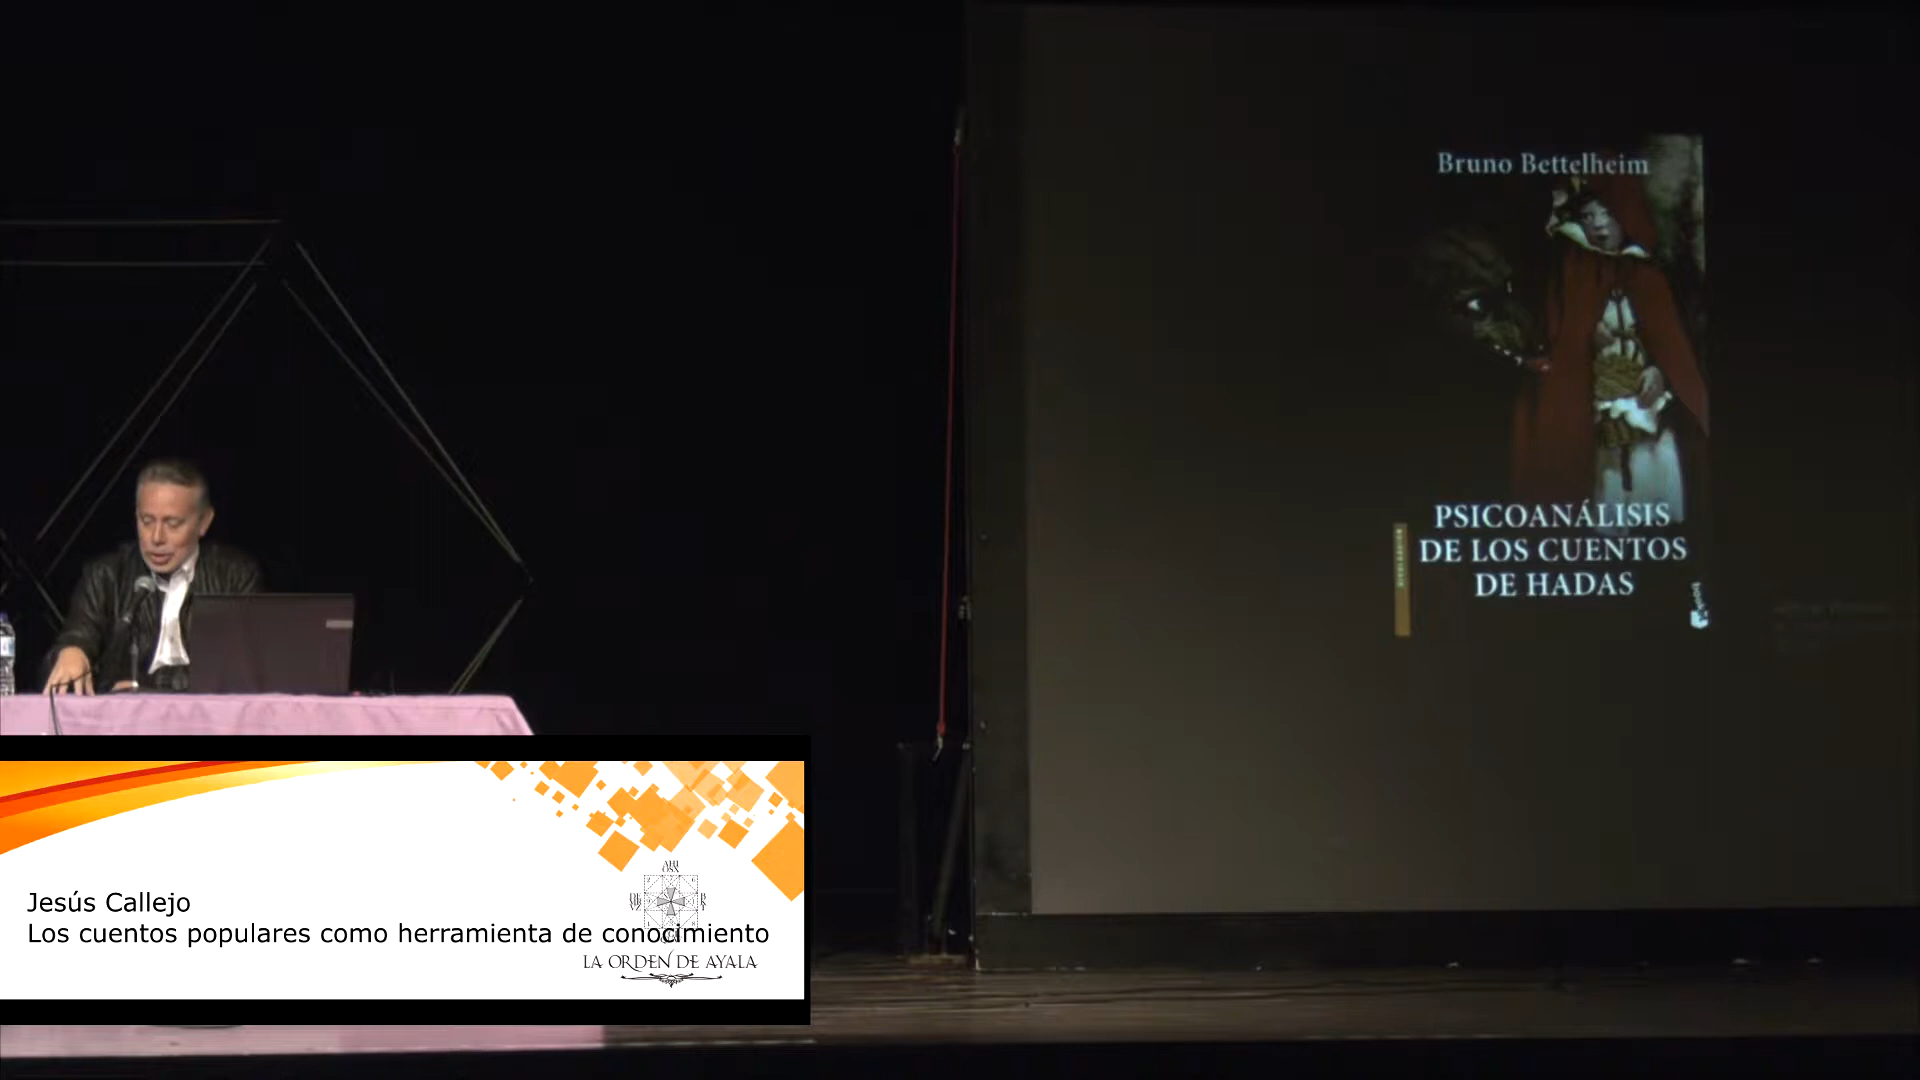 Bruno Bettelheim
PSICOANÁLISIS
DE LOS CUENTOS
DE HADAS
Jesús Callejo
Los cuentos populares como herramienta de conocimiento
LA ORDEN DE AYALA